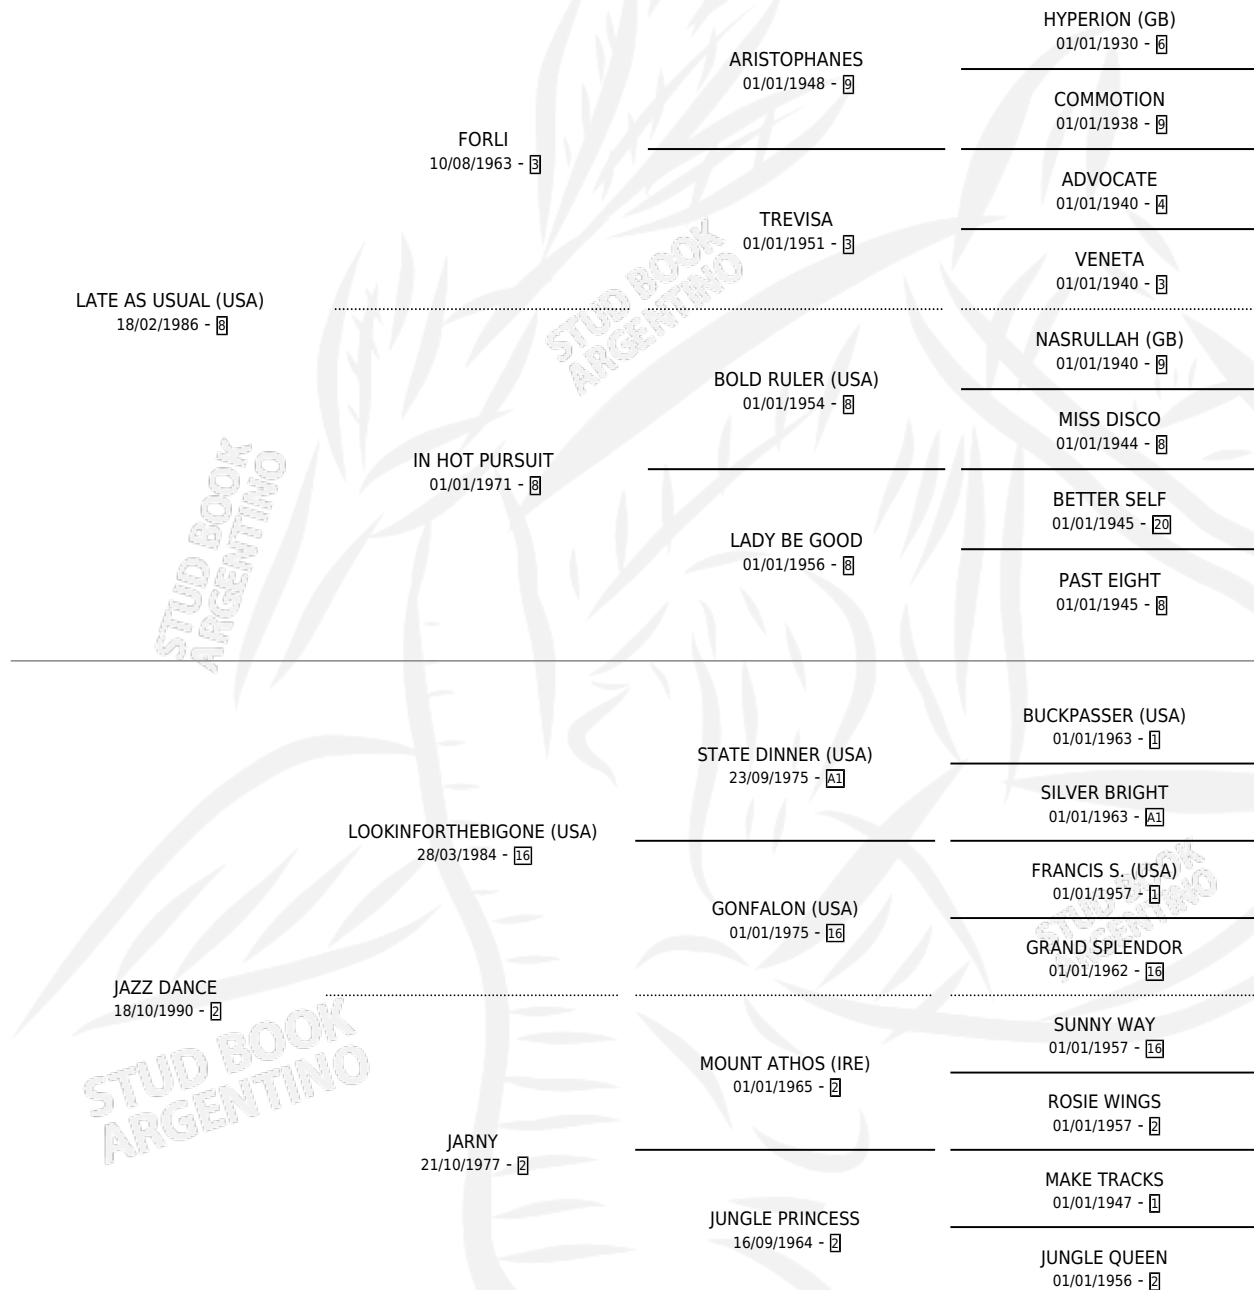 HYPERION (GB)
01/01/1930 - 6
ARISTOPHANES
01/01/1948 - 9
COMMOTION
01/01/1938 - 9
FORLI
10/08/1963 - 3
ADVOCATE
01/01/1940 - 4
TREVISA
01/01/1951 - 3
VENETA
01/01/1940 - 3
LATE AS USUAL (USA)
18/02/1986 - 8
NASRULLAH (GB)
01/01/1940 - 9
BOLD RULER (USA)
01/01/1954 - 8
MISS DISCO
01/01/1944 - 8
IN HOT PURSUIT
01/01/1971 - 8
BETTER SELF
01/01/1945 - 20
LADY BE GOOD
01/01/1956 - 8
PAST EIGHT
01/01/1945 - 8
STUD BOOK
ARGENTINO
STUD BOOK
ARGENTINO
BUCKPASSER (USA)
01/01/1963 - 1
STATE DINNER (USA)
23/09/1975 - A1
SILVER BRIGHT
01/01/1963 - A1
LOOKINFORTHEBIGONE (USA)
28/03/1984 - 16
FRANCIS S. (USA)
01/01/1957 - 1
GONFALON (USA)
01/01/1975 - 16
GRAND SPLENDOR
01/01/1962 - 16
JAZZ DANCE
18/10/1990 - 2
SUNNY WAY
01/01/1957 - 16
MOUNT ATHOS (IRE)
01/01/1965 - 2
ROSIE WINGS
01/01/1957 - 2
JARNY
21/10/1977 - 2
MAKE TRACKS
01/01/1947 - 1
JUNGLE PRINCESS
16/09/1964 - 2
JUNGLE QUEEN
01/01/1956 - 2
STUD BOOK
ARGENTINO
STUD BOOK
ARGENTINO